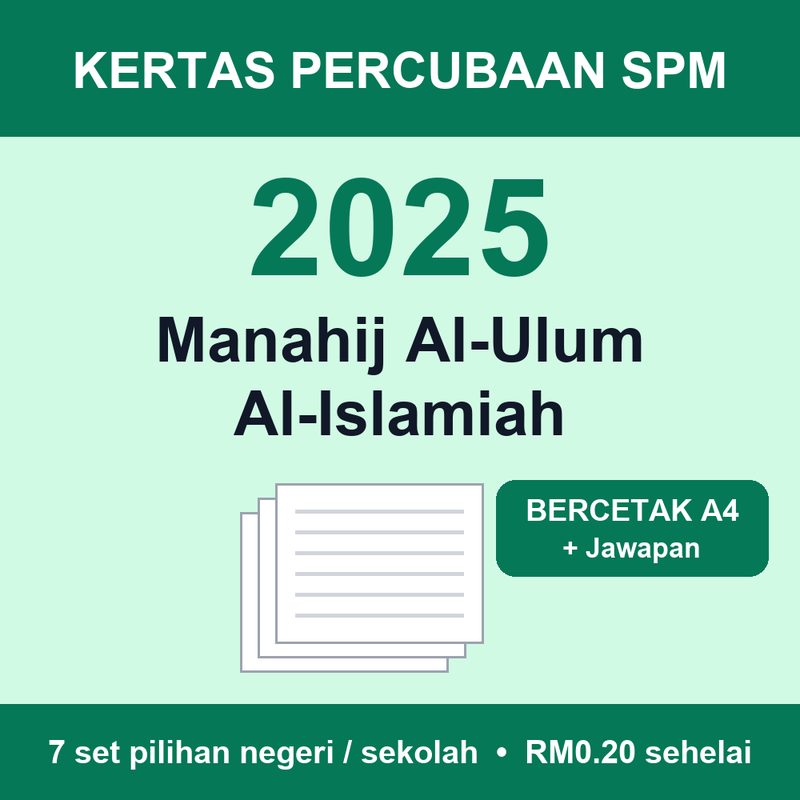 KERTAS PERCUBAAN SPM
2025
Manahij Al-Ulum
Al-Islamiah
BERCETAK A4
+ Jawapan
7 set pilihan negeri / sekolah • RM0.20 sehelai